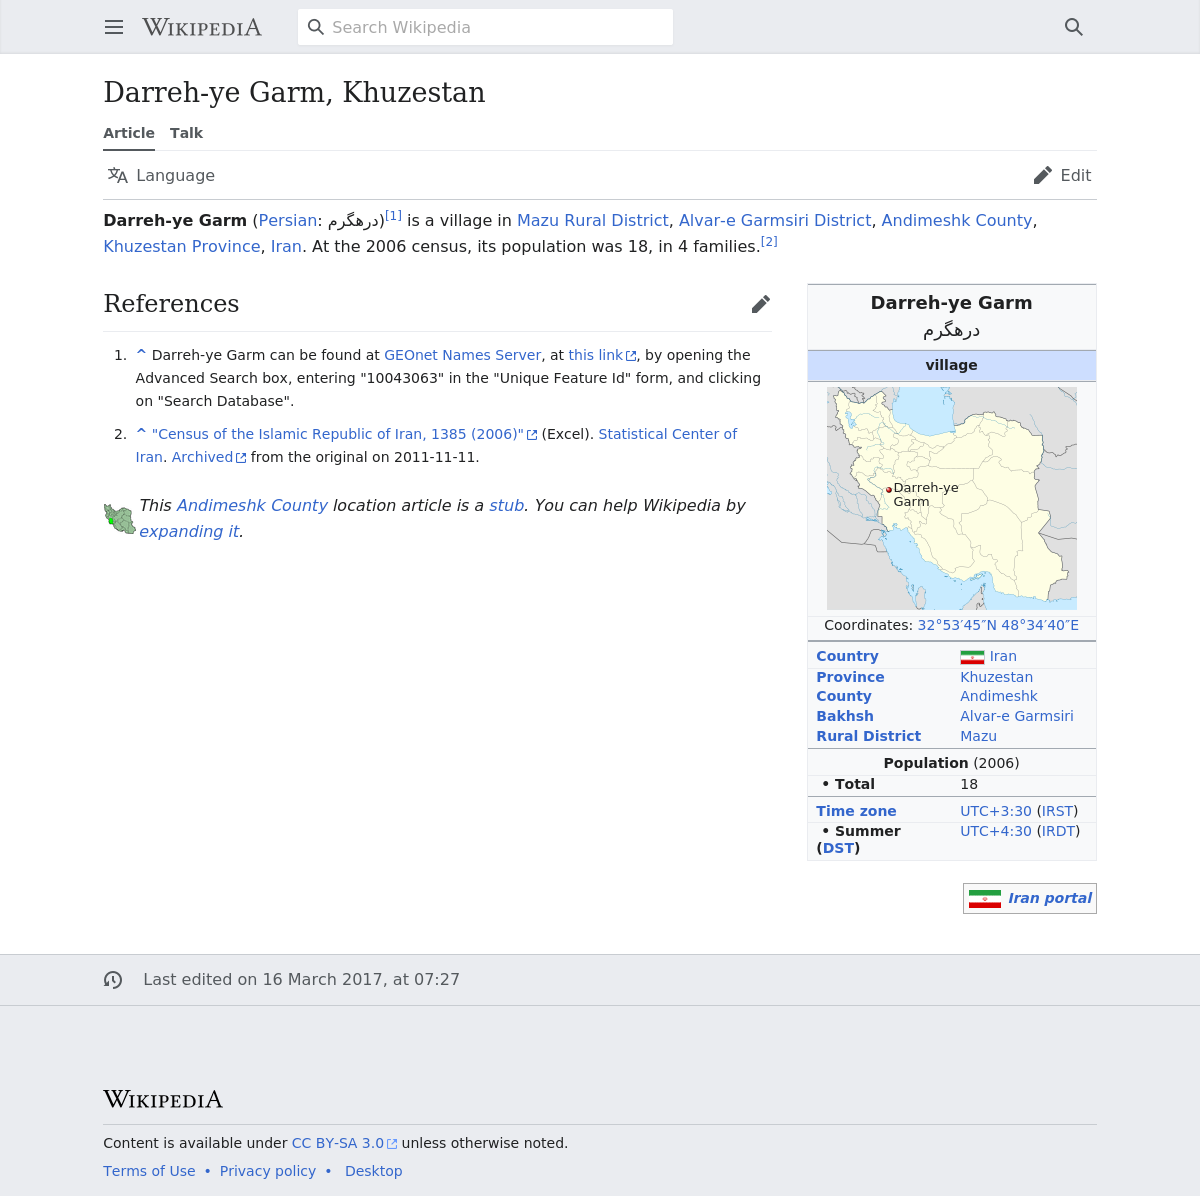 WIKIPEDIA
Search Wikipedia
Darreh-ye Garm, Khuzestan
Article Talk
Language
Edit
Darreh-ye Garm (Persian: درهگرم)[1] is a village in Mazu Rural District, Alvar-e Garmsiri District, Andimeshk County,
Khuzestan Province, Iran. At the 2006 census, its population was 18, in 4 families.[2]
References
1. ^ Darreh-ye Garm can be found at GEOnet Names Server, at this link, by opening the
Advanced Search box, entering "10043063" in the "Unique Feature Id" form, and clicking
on "Search Database".
2. ^ "Census of the Islamic Republic of Iran, 1385 (2006)" (Excel). Statistical Center of
Iran. Archived from the original on 2011-11-11.
This Andimeshk County location article is a stub. You can help Wikipedia by
expanding it.
Darreh-ye Garm
درهگرم
village
Darreh-ye
Garm
Coordinates: 32°53′45″N 48°34′40″E
Country Iran
Province Khuzestan
County Andimeshk
Bakhsh Alvar-e Garmsiri
Rural District Mazu
Population (2006)
• Total 18
Time zone UTC+3:30 (IRST)
• Summer UTC+4:30 (IRDT)
(DST)
Iran portal
Last edited on 16 March 2017, at 07:27
WIKIPEDIA
Content is available under CC BY-SA 3.0 unless otherwise noted.
Terms of Use • Privacy policy • Desktop